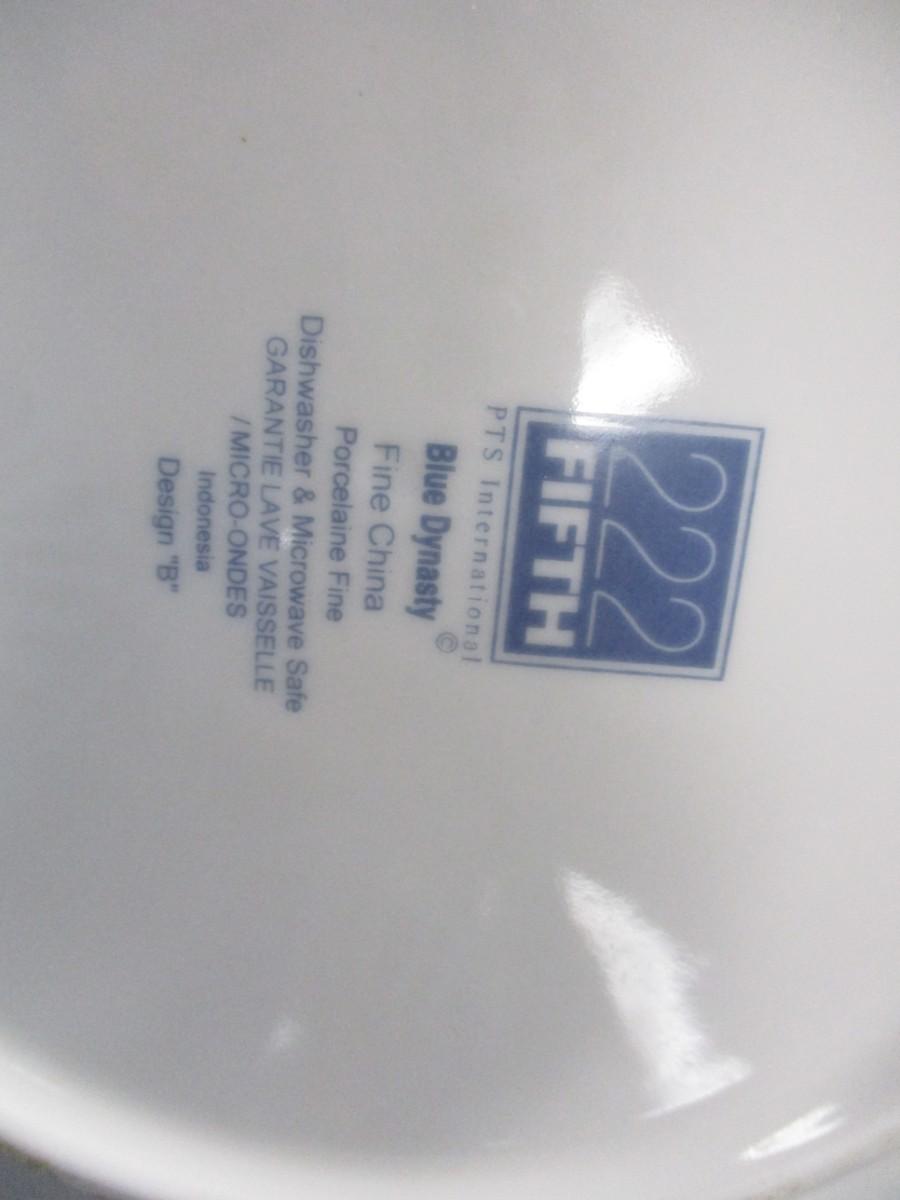 222
FIFTH
PTS International
Blue Dynasty ©
Fine China
Porcelaine Fine
Dishwasher & Microwave Safe
GARANTIE LAVE VAISSELLE
/ MICRO-ONDES
Indonesia
Design "B"